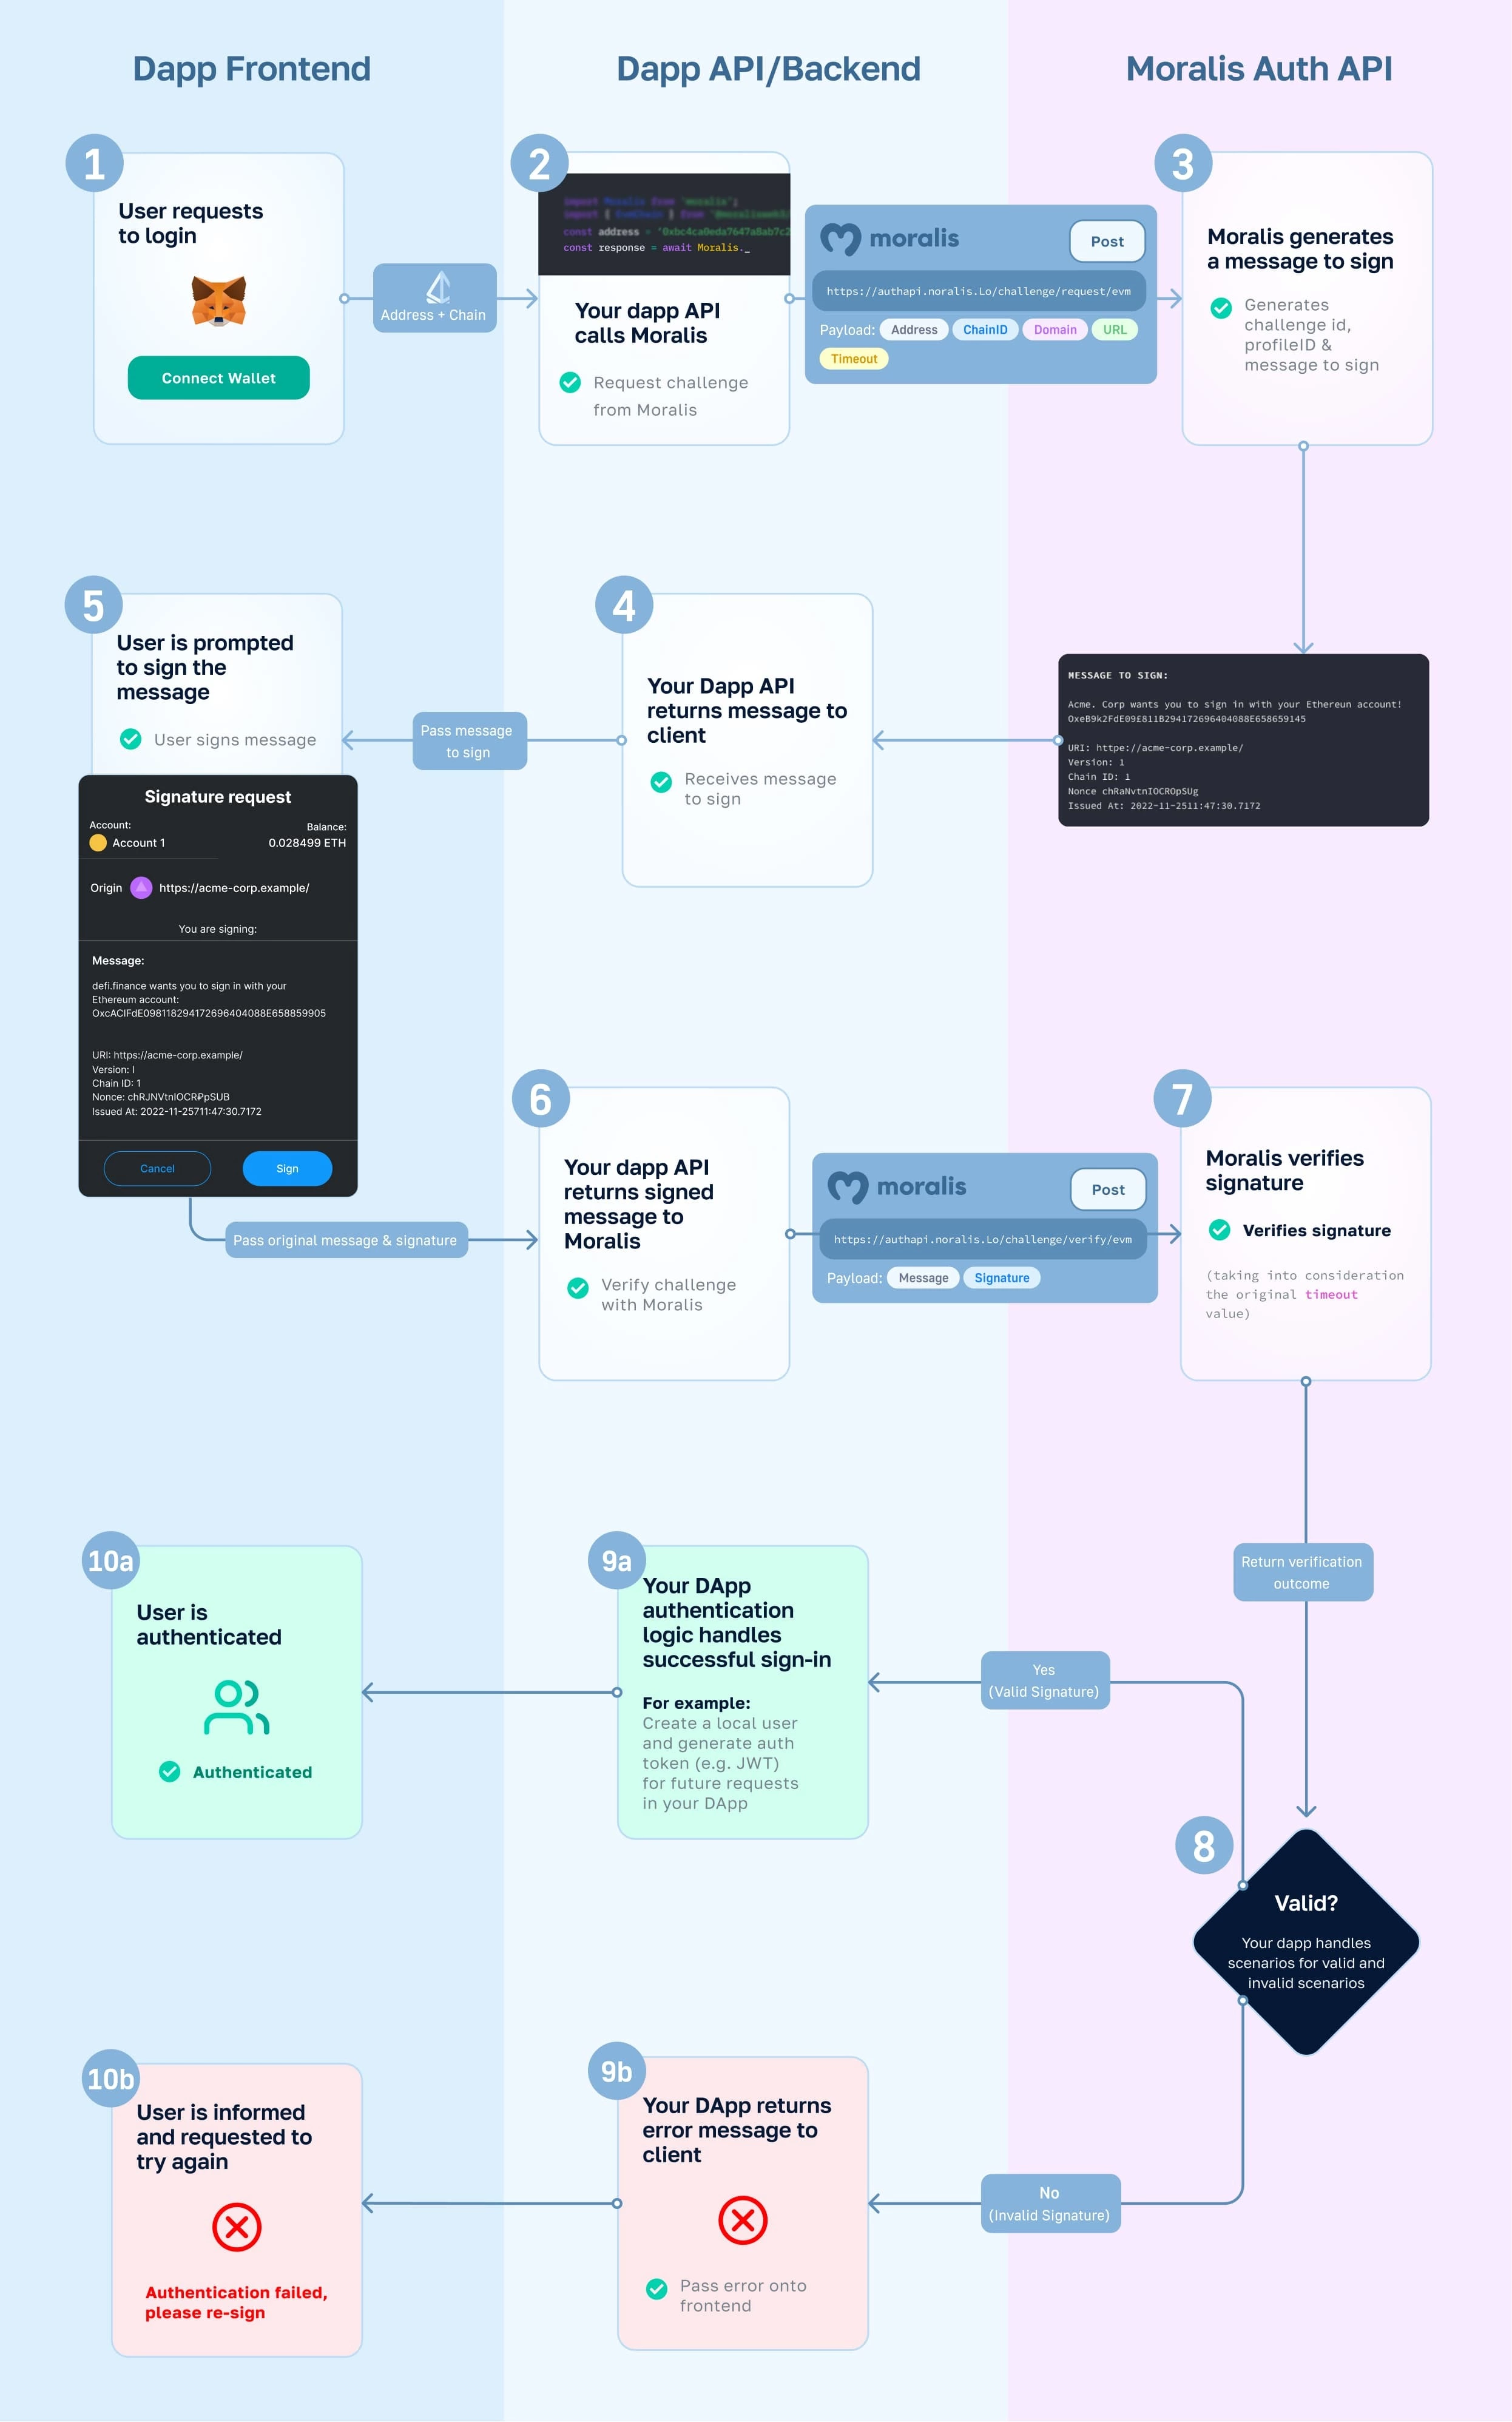 Dapp Frontend
Dapp API/Backend
Moralis Auth API
1
User requests
to login
Connect Wallet
Address + Chain
2
import Moralis from 'moralis';
const address = '0xbc4ca0eda7647a8ab7c2
const response = await Moralis._
Your dapp API
calls Moralis
Request challenge
from Moralis
moralis
Post
https://authapi.noralis.Lo/challenge/request/evm
Payload: Address ChainID Domain URL
Timeout
3
Moralis generates
a message to sign
Generates
challenge id,
profileID &
message to sign
MESSAGE TO SIGN:
Acme. Corp wants you to sign in with your Ethereun account!
OxeB9k2FdE09£811B294172696404088E658659145
URI: httpe://acme-corp.example/
Version: 1
Chain ID: 1
Nonce chRaNvtnIOCROpSUg
Issued At: 2022-11-2511:47:30.7172
4
Your Dapp API
returns message to
client
Receives message
to sign
Pass message
to sign
5
User is prompted
to sign the
message
User signs message
Signature request
Account:
Balance:
Account 1
0.028499 ETH
Origin https://acme-corp.example/
You are signing:
Message:
defi.finance wants you to sign in with your
Ethereum account:
OxcACIFdE098118294172696404088E658859905
URI: https://acme-corp.example/
Version: I
Chain ID: 1
Nonce: chRJNVtnIOCR₽pSUB
Issued At: 2022-11-25711:47:30.7172
Cancel
Sign
Pass original message & signature
6
Your dapp API
returns signed
message to
Moralis
Verify challenge
with Moralis
moralis
Post
https://authapi.noralis.Lo/challenge/verify/evm
Payload: Message Signature
7
Moralis verifies
signature
Verifies signature
(taking into consideration
the original timeout
value)
Return verification
outcome
8
Valid?
Your dapp handles
scenarios for valid and
invalid scenarios
Yes
(Valid Signature)
9a
Your DApp
authentication
logic handles
successful sign-in
For example:
Create a local user
and generate auth
token (e.g. JWT)
for future requests
in your DApp
10a
User is
authenticated
Authenticated
No
(Invalid Signature)
9b
Your DApp returns
error message to
client
Pass error onto
frontend
10b
User is informed
and requested to
try again
Authentication failed,
please re-sign